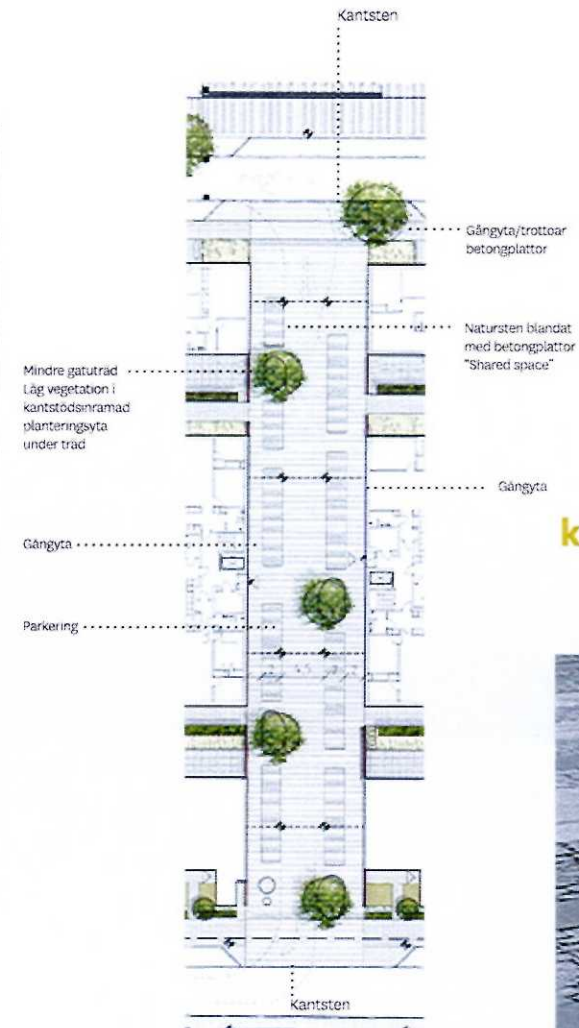 Kantsten
Gångyta/trottoar
betongplattor
Natursten blandat
med betongplattor
"Shared space"
Mindre gatuträd
Låg vegetation i
kantstödsinramad
planteringsyta
under träd
Gångyta
k
Gångyta
Parkering
Kantsten